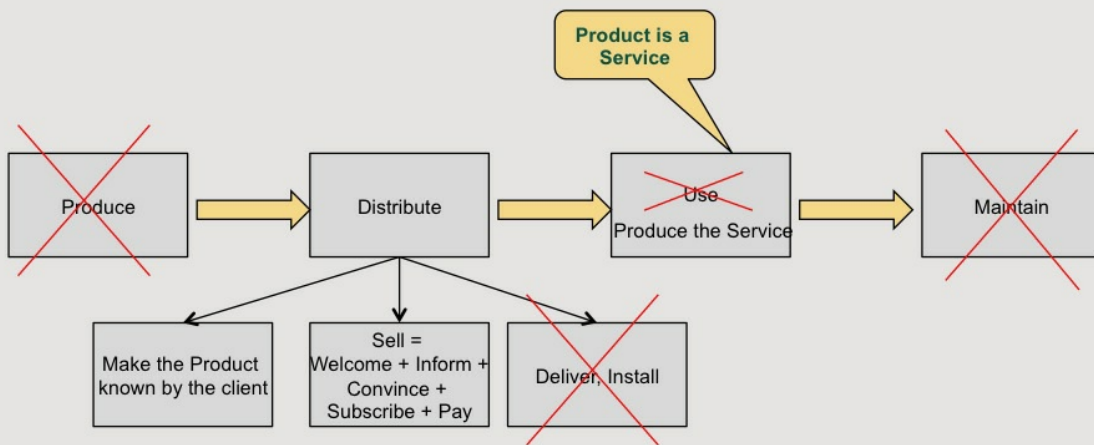 Product is a
Service
Produce
Distribute
Use
Produce the Service
Maintain
Make the Product
known by the client
Sell =
Welcome + Inform +
Convince +
Subscribe + Pay
Deliver, Install